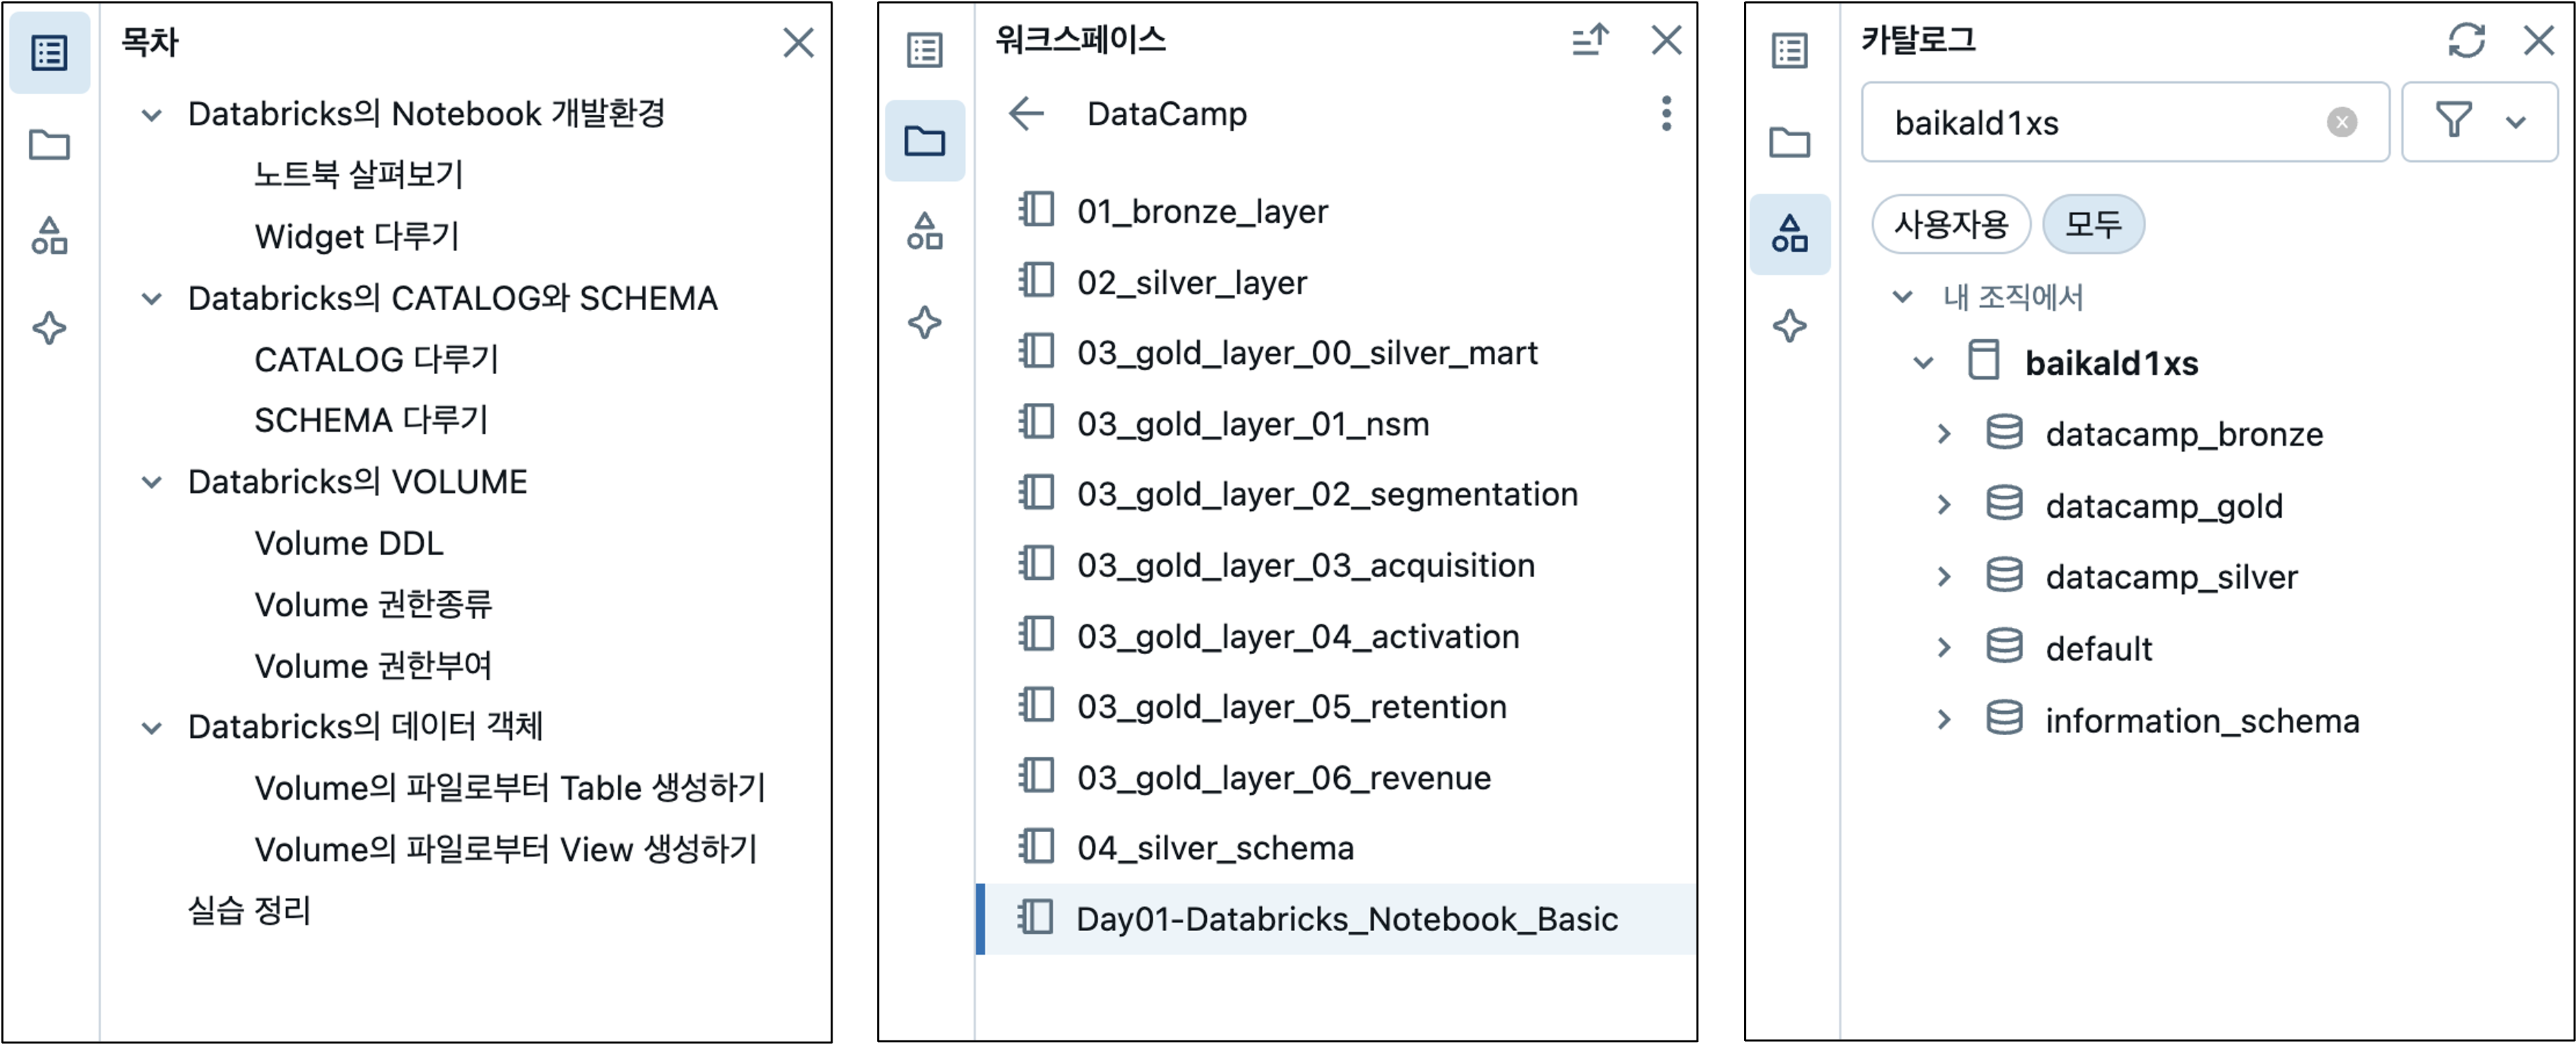 목차
Databricks의 Notebook 개발환경
노트북 살펴보기
Widget 다루기
Databricks의 CATALOG와 SCHEMA
CATALOG 다루기
SCHEMA 다루기
Databricks의 VOLUME
Volume DDL
Volume 권한종류
Volume 권한부여
Databricks의 데이터 객체
Volume의 파일로부터 Table 생성하기
Volume의 파일로부터 View 생성하기
실습 정리
워크스페이스
DataCamp
01_bronze_layer
02_silver_layer
03_gold_layer_00_silver_mart
03_gold_layer_01_nsm
03_gold_layer_02_segmentation
03_gold_layer_03_acquisition
03_gold_layer_04_activation
03_gold_layer_05_retention
03_gold_layer_06_revenue
04_silver_schema
Day01-Databricks_Notebook_Basic
카탈로그
baikald1xs
사용자용 모두
내 조직에서
baikald1xs
datacamp_bronze
datacamp_gold
datacamp_silver
default
information_schema